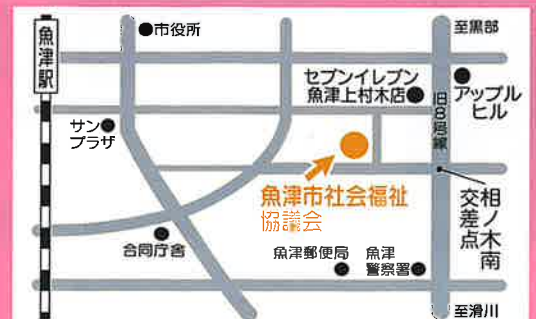 魚津駅
市役所
至黒部
セブンイレブン
魚津上村木店
アップル
ヒル
旧8号線
サン
プラザ
魚津市社会福祉
協議会
相ノ木南
交差点
合同庁舎
魚津郵便局
魚津
警察署
至滑川